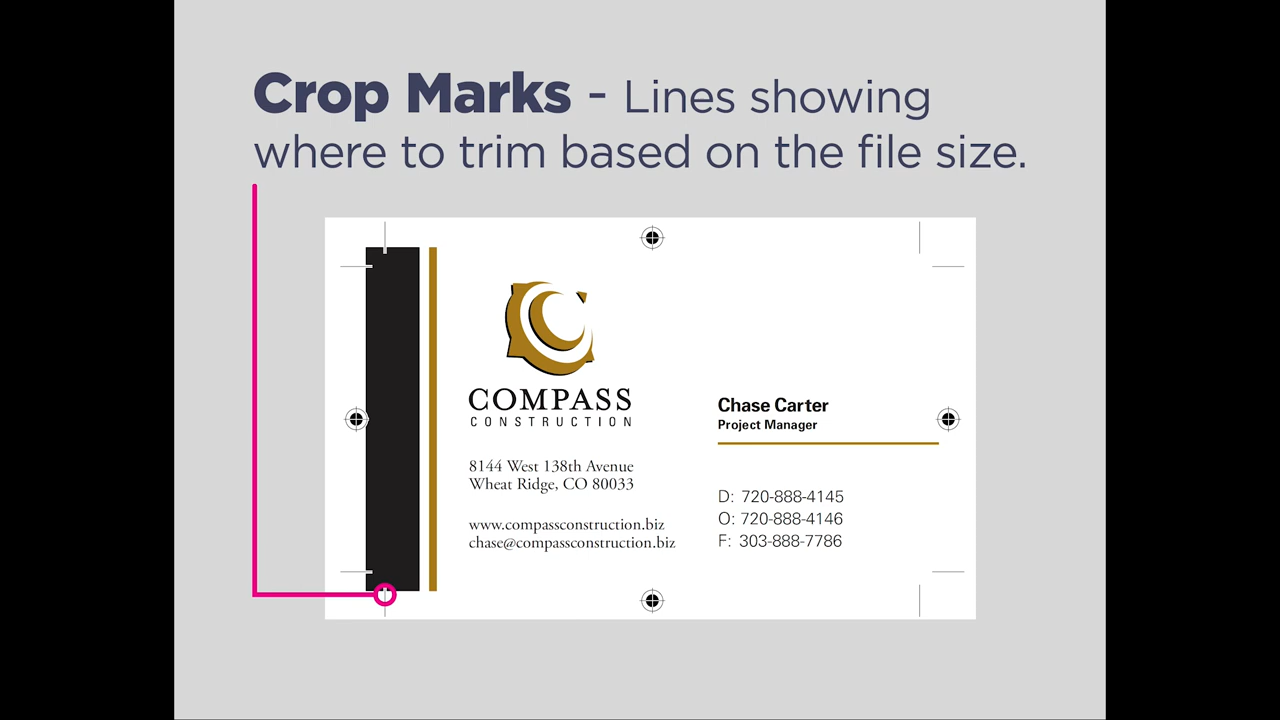 Crop Marks - Lines showing
where to trim based on the file size.
COMPASS
CONSTRUCTION
8144 West 138th Avenue
Wheat Ridge, CO 80033
www.compassconstruction.biz
chase@compassconstruction.biz
Chase Carter
Project Manager
D: 720-888-4145
O: 720-888-4146
F: 303-888-7786